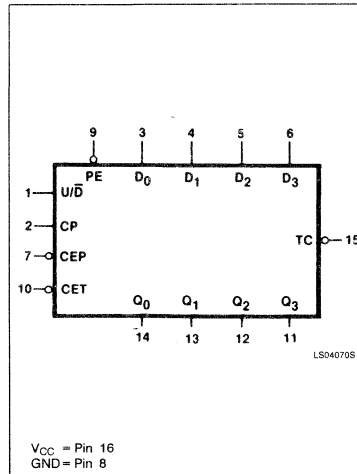 9 3 4 5 6
PE D₀ D₁ D₂ D₃
1 U/D̅
2 CP
TC 15
7 CEP
10 CET
Q₀ Q₁ Q₂ Q₃
14 13 12 11
LS04070S
V_CC = Pin 16
GND = Pin 8